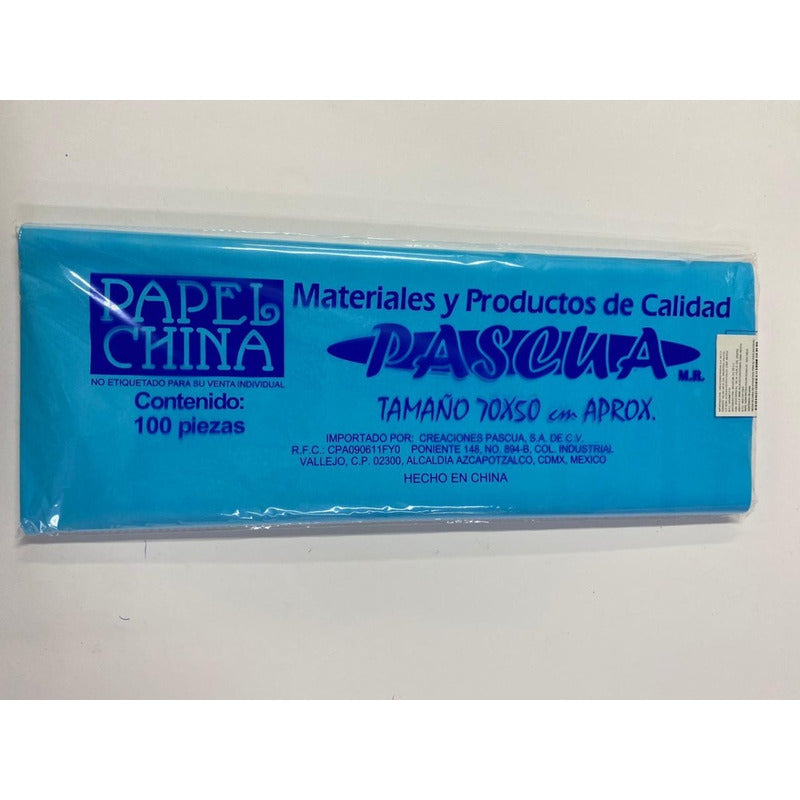 PAPEL
CHINA
NO ETIQUETADO PARA SU VENTA INDIVIDUAL
Contenido:
100 piezas
Materiales y Productos de Calidad
PASCUA
M.R.
TAMAÑO 70X50 cm APROX.
IMPORTADO POR: CREACIONES PASCUA, S.A. DE C.V.
R.F.C.: CPA090611FY0 PONIENTE 148, NO. 894-B, COL. INDUSTRIAL
VALLEJO, C.P. 02300, ALCALDIA AZCAPOTZALCO, CDMX, MEXICO
HECHO EN CHINA